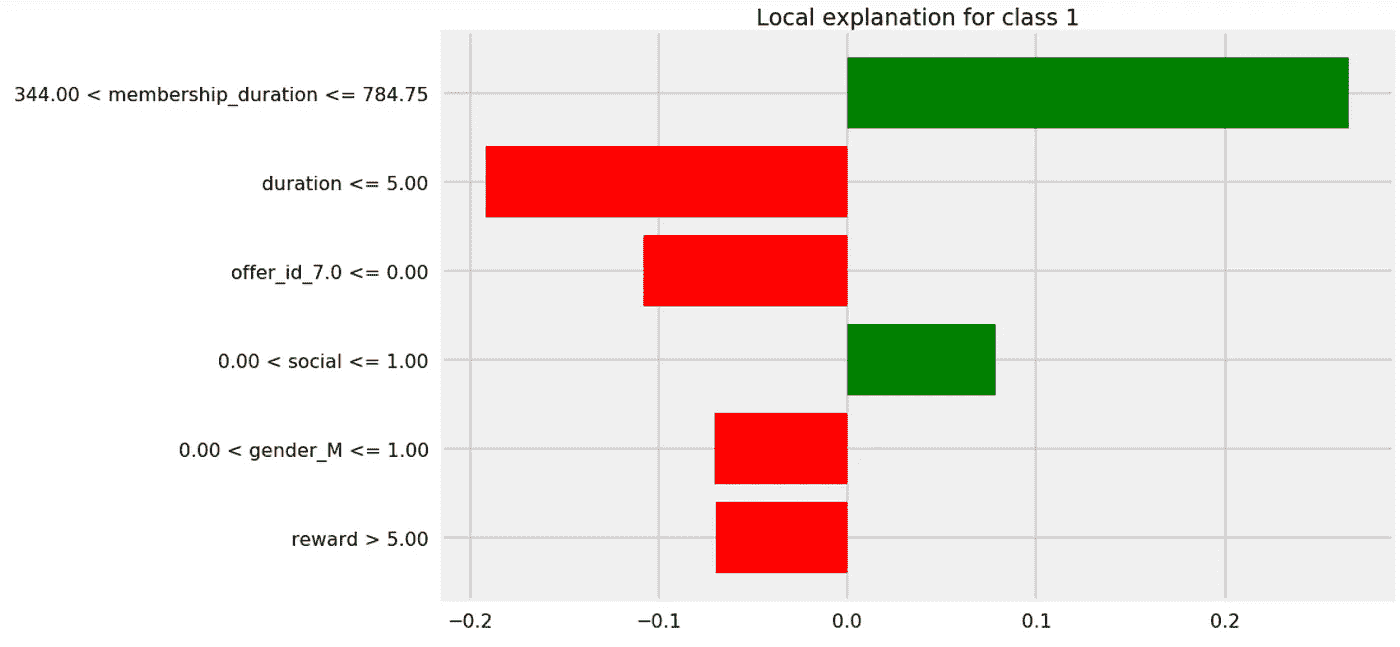 Local explanation for class 1
344.00 < membership_duration <= 784.75
duration <= 5.00
offer_id_7.0 <= 0.00
0.00 < social <= 1.00
0.00 < gender_M <= 1.00
reward > 5.00
−0.2 −0.1 0.0 0.1 0.2